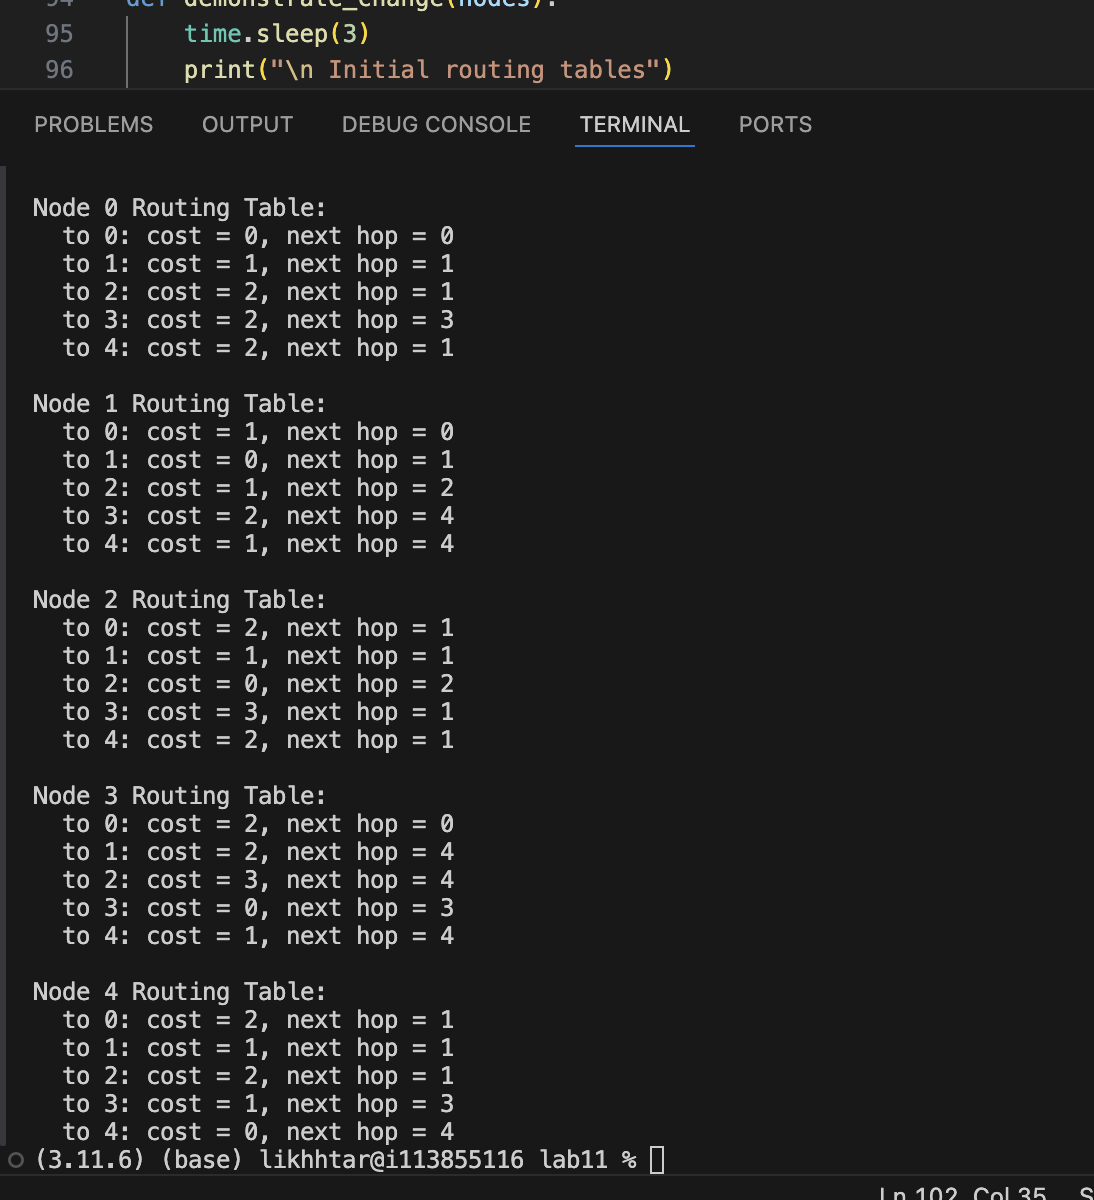 94 def demonstrate_change(nodes):
95 time.sleep(3)
96 print("\n Initial routing tables")
PROBLEMS OUTPUT DEBUG CONSOLE TERMINAL PORTS
Node 0 Routing Table:
to 0: cost = 0, next hop = 0
to 1: cost = 1, next hop = 1
to 2: cost = 2, next hop = 1
to 3: cost = 2, next hop = 3
to 4: cost = 2, next hop = 1
Node 1 Routing Table:
to 0: cost = 1, next hop = 0
to 1: cost = 0, next hop = 1
to 2: cost = 1, next hop = 2
to 3: cost = 2, next hop = 4
to 4: cost = 1, next hop = 4
Node 2 Routing Table:
to 0: cost = 2, next hop = 1
to 1: cost = 1, next hop = 1
to 2: cost = 0, next hop = 2
to 3: cost = 3, next hop = 1
to 4: cost = 2, next hop = 1
Node 3 Routing Table:
to 0: cost = 2, next hop = 0
to 1: cost = 2, next hop = 4
to 2: cost = 3, next hop = 4
to 3: cost = 0, next hop = 3
to 4: cost = 1, next hop = 4
Node 4 Routing Table:
to 0: cost = 2, next hop = 1
to 1: cost = 1, next hop = 1
to 2: cost = 2, next hop = 1
to 3: cost = 1, next hop = 3
to 4: cost = 0, next hop = 4
(3.11.6) (base) likhhtar@i113855116 lab11 %
Ln 102, Col 35